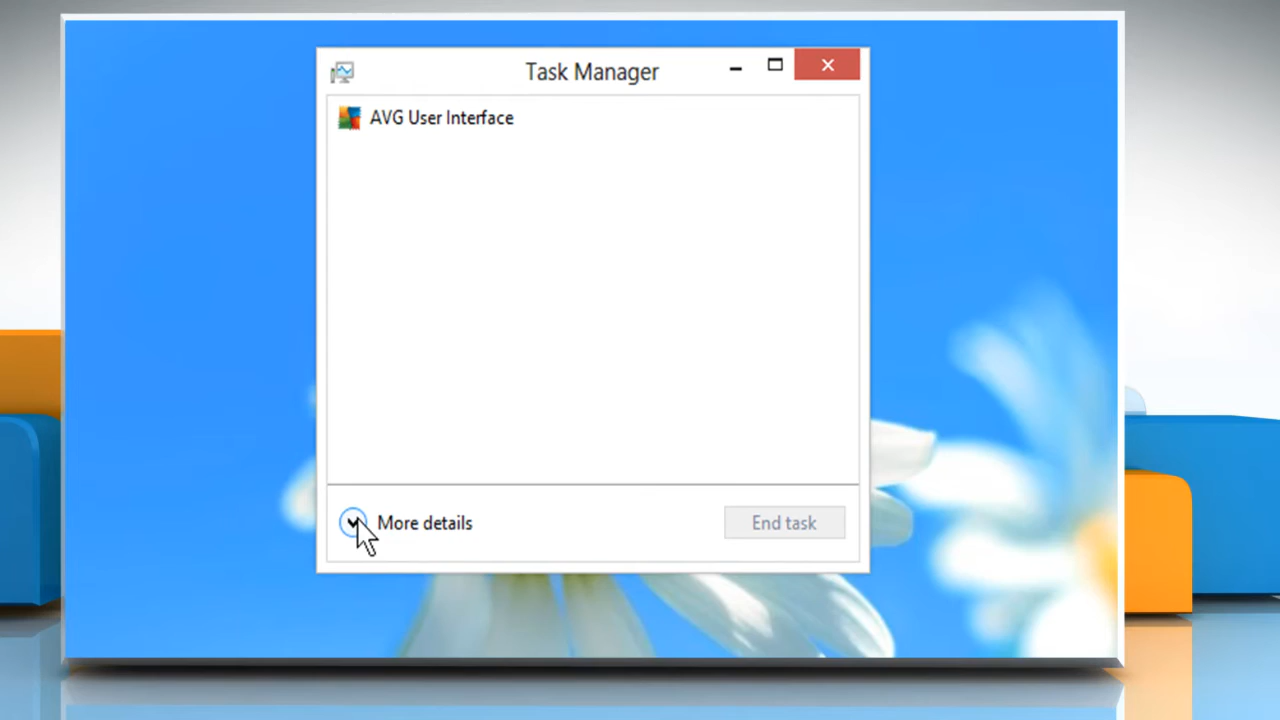 Task Manager
AVG User Interface
More details
End task